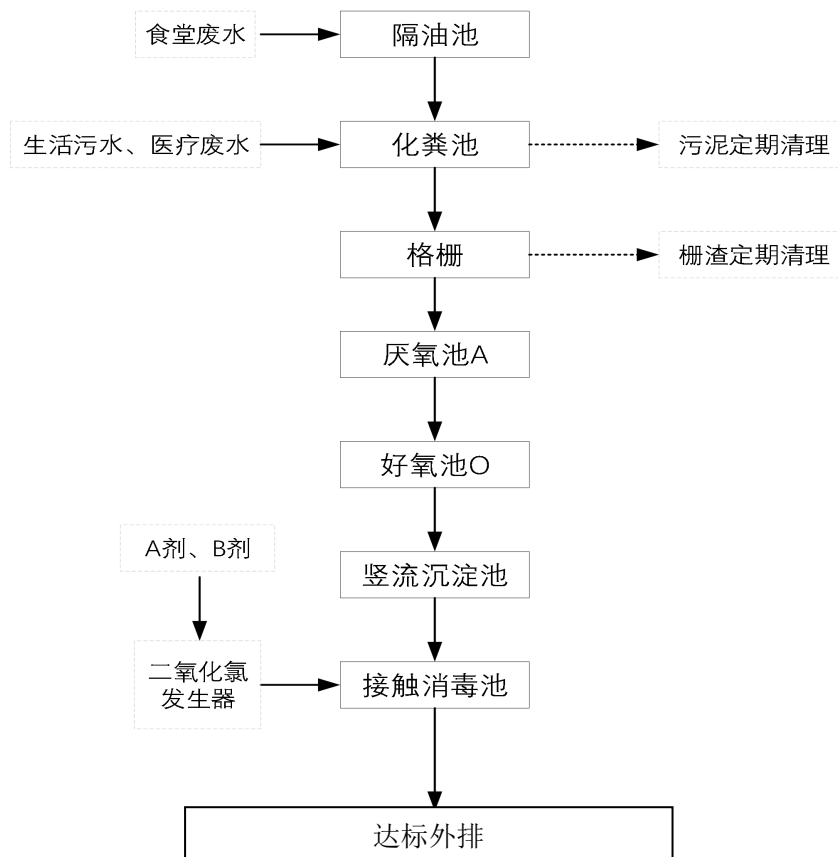 食堂废水
隔油池
生活污水、医疗废水
化粪池
污泥定期清理
格栅
栅渣定期清理
厌氧池A
好氧池O
A剂、B剂
竖流沉淀池
二氧化氯
发生器
接触消毒池
达标外排